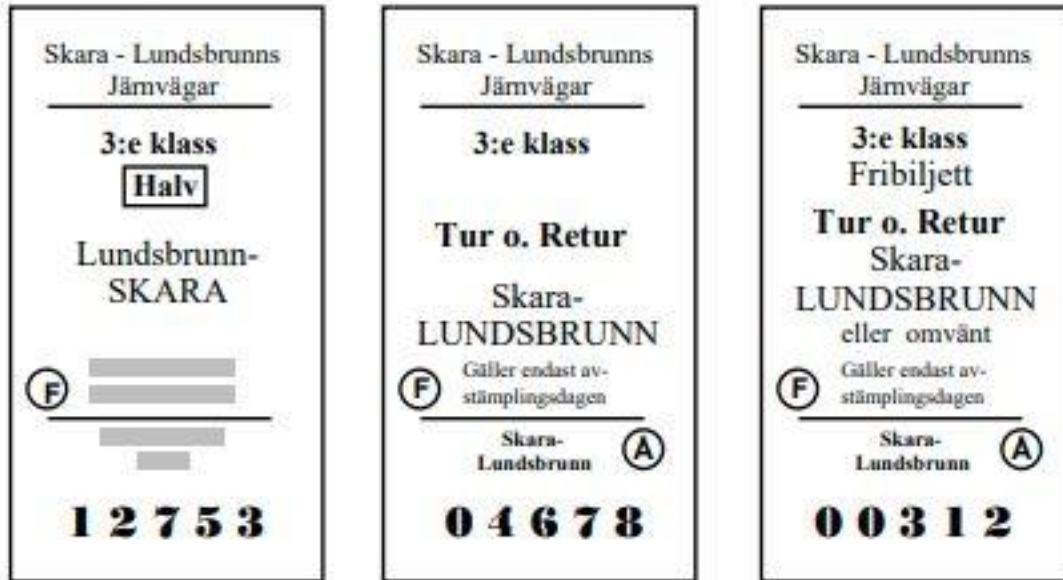 Skara - Lundsbrunns
Järnvägar
3:e klass
Halv
Lundsbrunn-
SKARA
F
12753
Skara - Lundsbrunns
Järnvägar
3:e klass
Tur o. Retur
Skara-
LUNDSBRUNN
Gäller endast av-
stämplingsdagen
F
Skara-
Lundsbrunn
A
04678
Skara - Lundsbrunns
Järnvägar
3:e klass
Fribiljett
Tur o. Retur
Skara-
LUNDSBRUNN
eller omvänt
Gäller endast av-
stämplingsdagen
F
Skara-
Lundsbrunn
A
00312